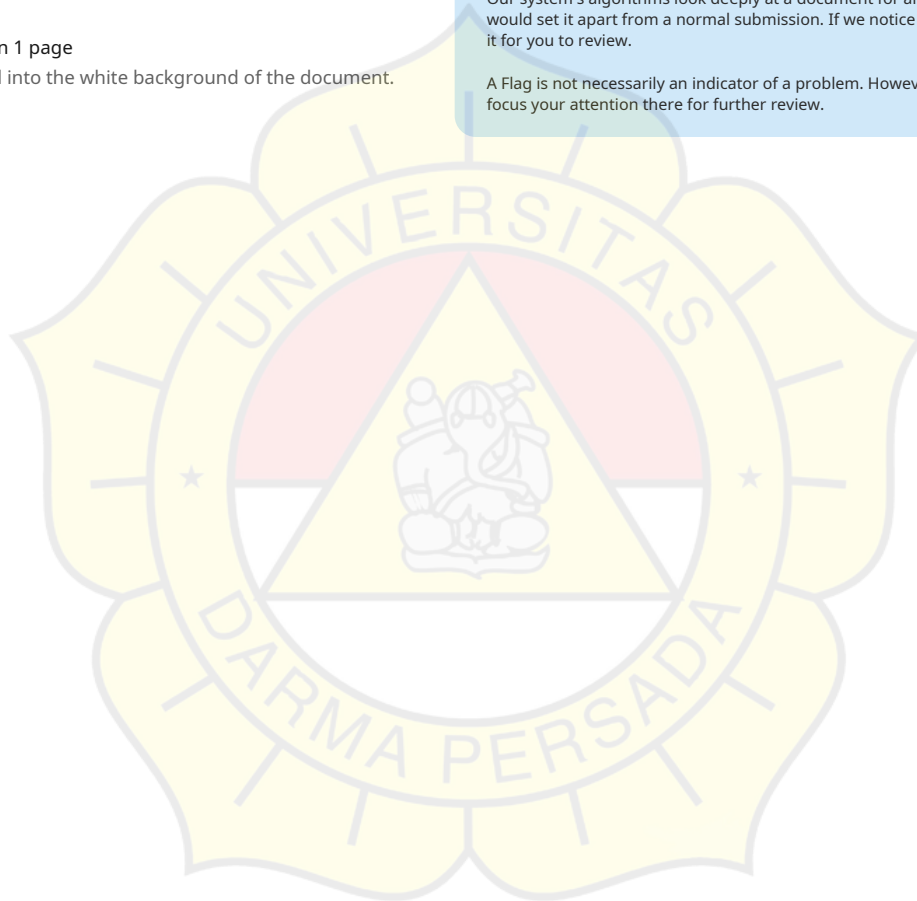 would set it apart from a normal submission. If we notice
it for you to review.
A Flag is not necessarily an indicator of a problem. Howev
focus your attention there for further review.
n 1 page
l into the white background of the document.
UNIVERSITAS
DARMA PERSADA